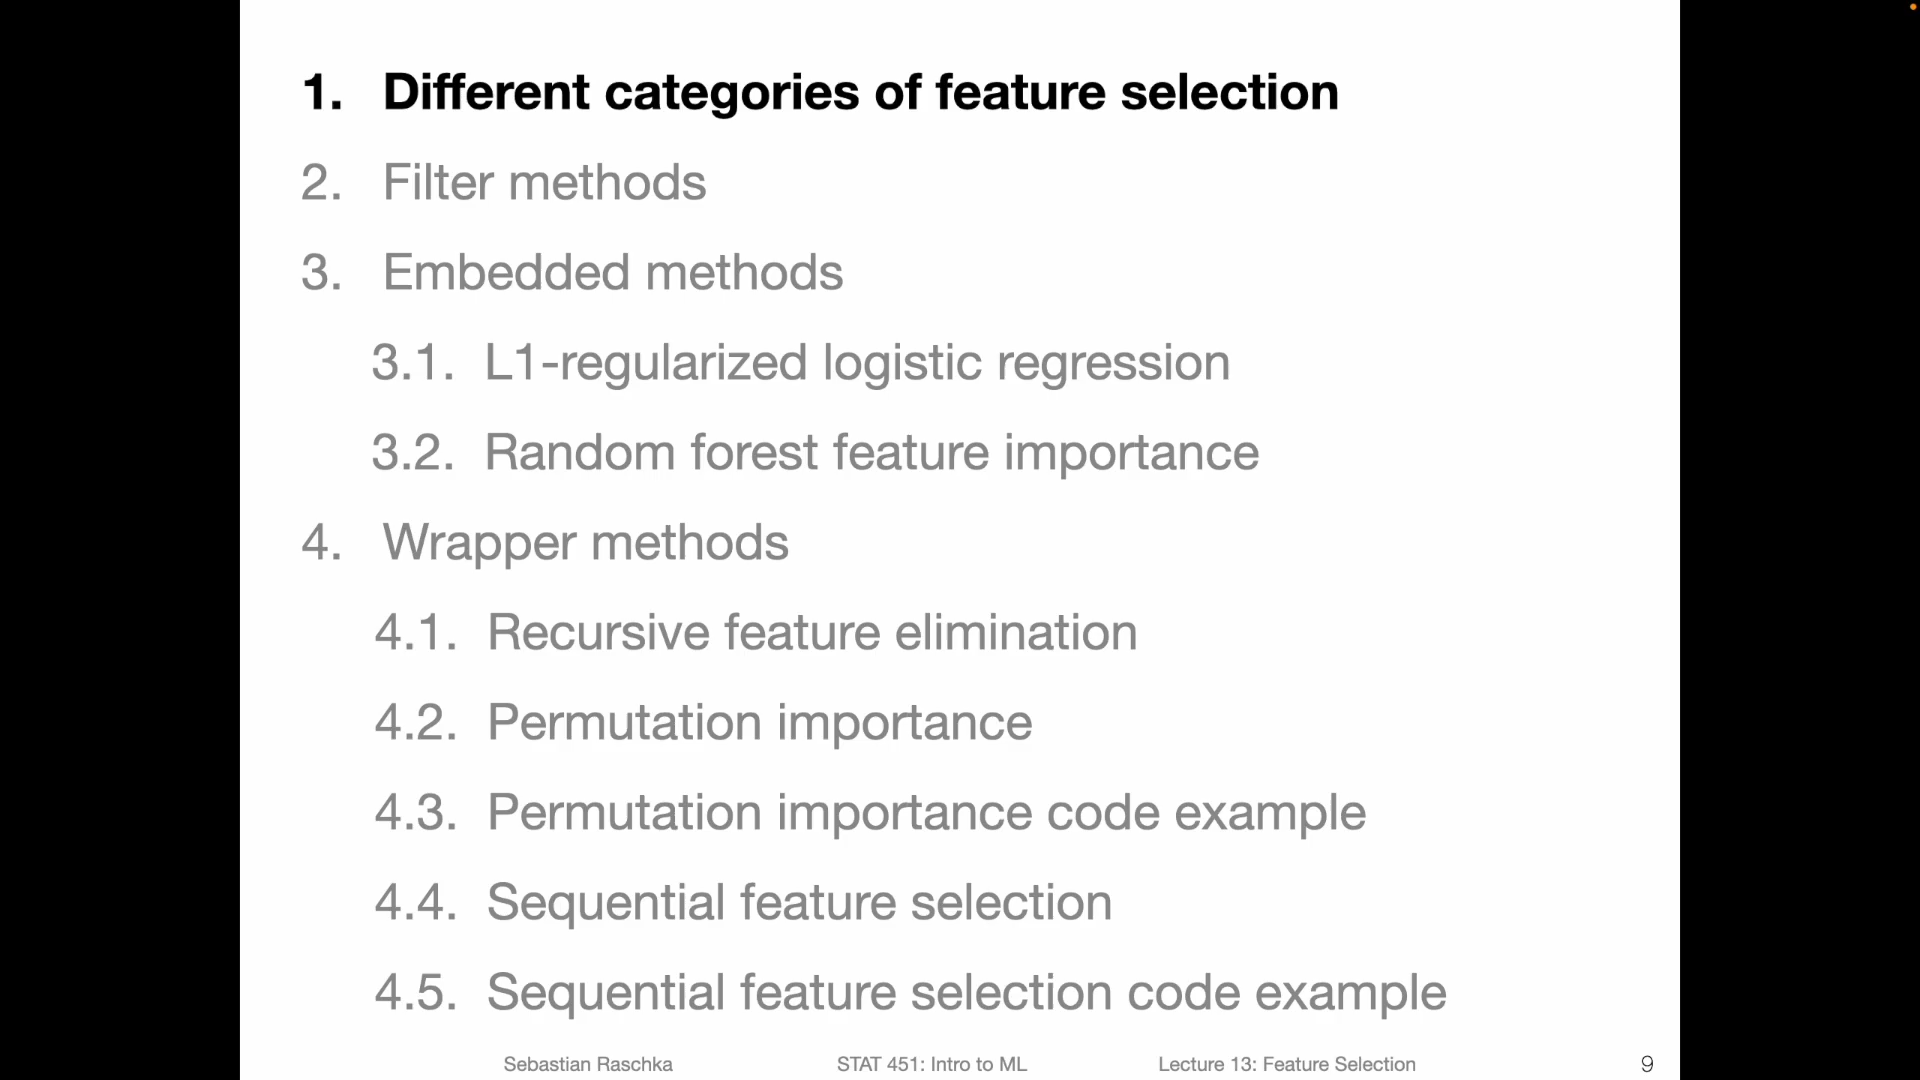 1. Different categories of feature selection
2. Filter methods
3. Embedded methods
3.1. L1-regularized logistic regression
3.2. Random forest feature importance
4. Wrapper methods
4.1. Recursive feature elimination
4.2. Permutation importance
4.3. Permutation importance code example
4.4. Sequential feature selection
4.5. Sequential feature selection code example
Sebastian Raschka STAT 451: Intro to ML Lecture 13: Feature Selection 9